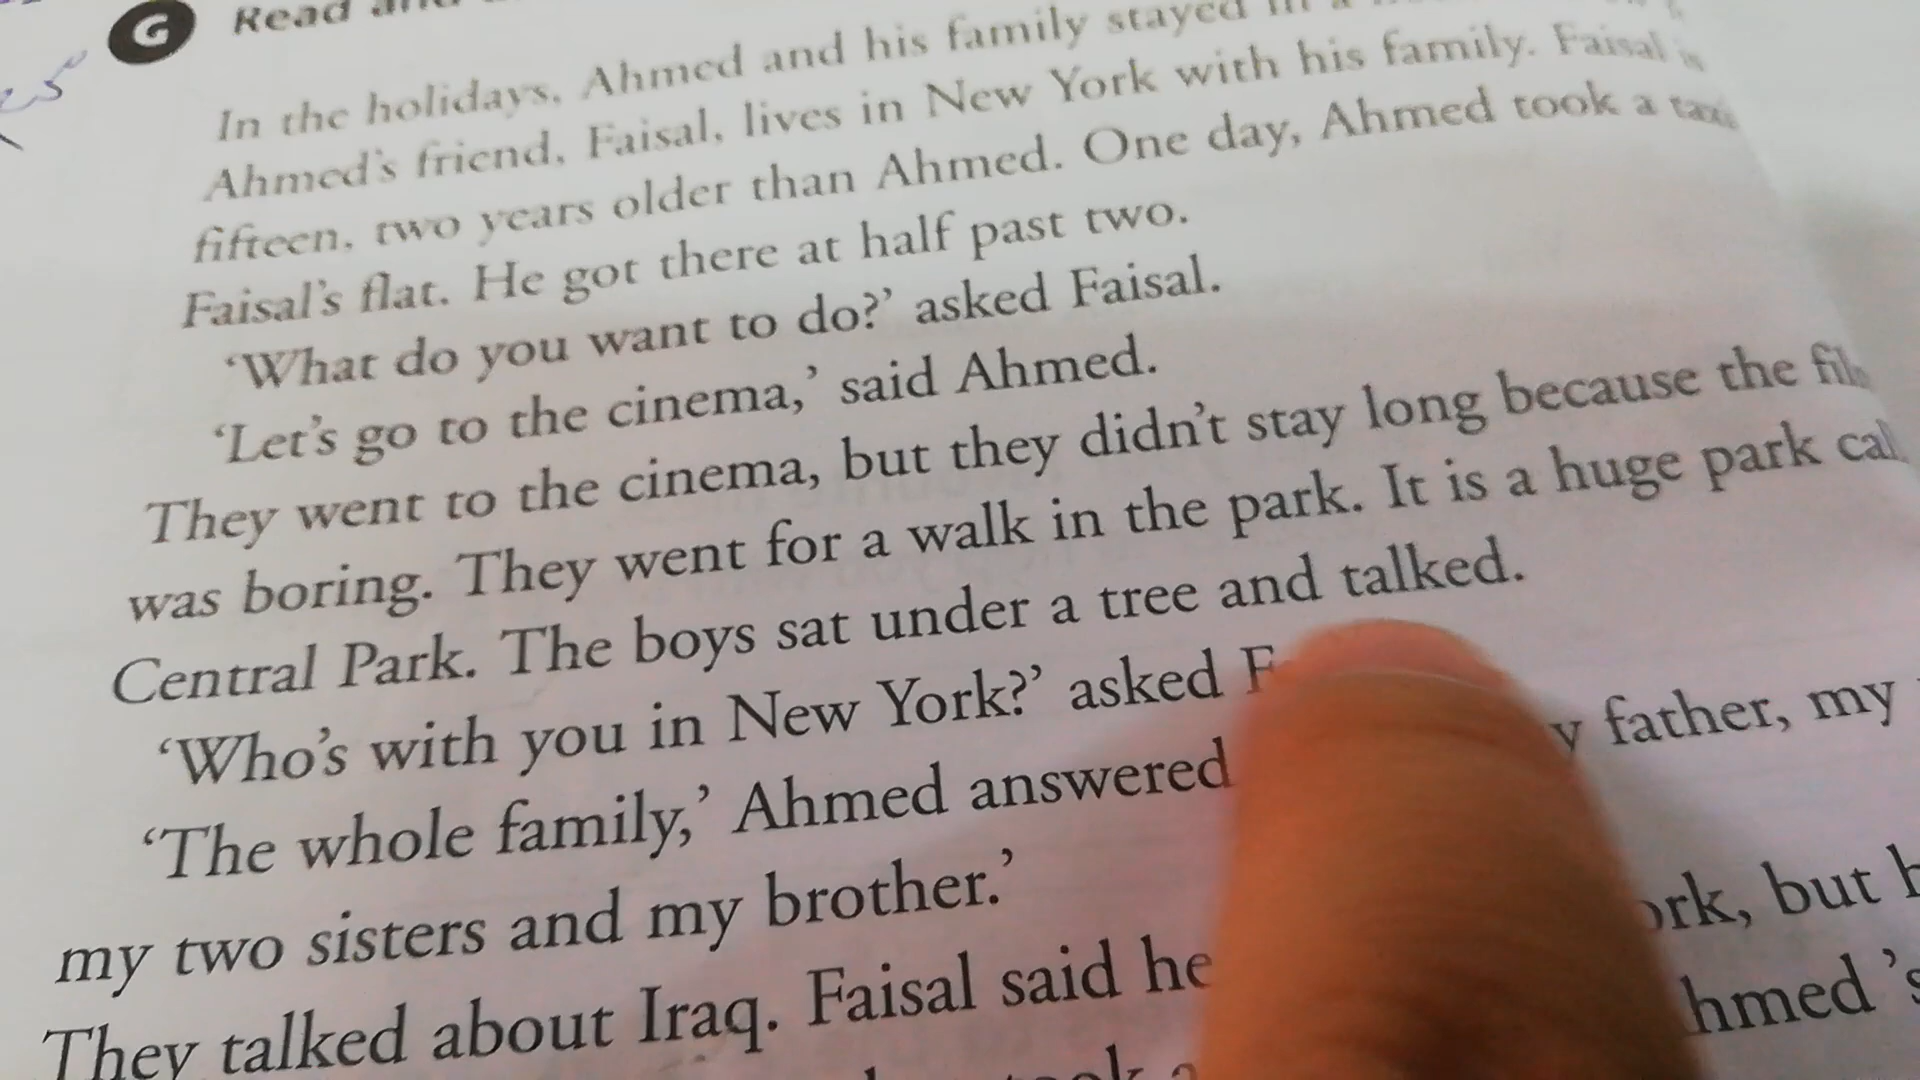 G Read
In the holidays, Ahmed and his family stayed in a
Ahmed's friend, Faisal, lives in New York with his family. Faisal is
fifteen, two years older than Ahmed. One day, Ahmed took a taxi
Faisal's flat. He got there at half past two.
‘What do you want to do?’ asked Faisal.
‘Let's go to the cinema,’ said Ahmed.
They went to the cinema, but they didn't stay long because the
was boring. They went for a walk in the park. It is a huge park
Central Park. The boys sat under a tree and talked.
‘Who's with you in New York?’ asked
‘The whole family,’ Ahmed answered father, my
my two sisters and my brother.’
They talked about Iraq. Faisal said he but